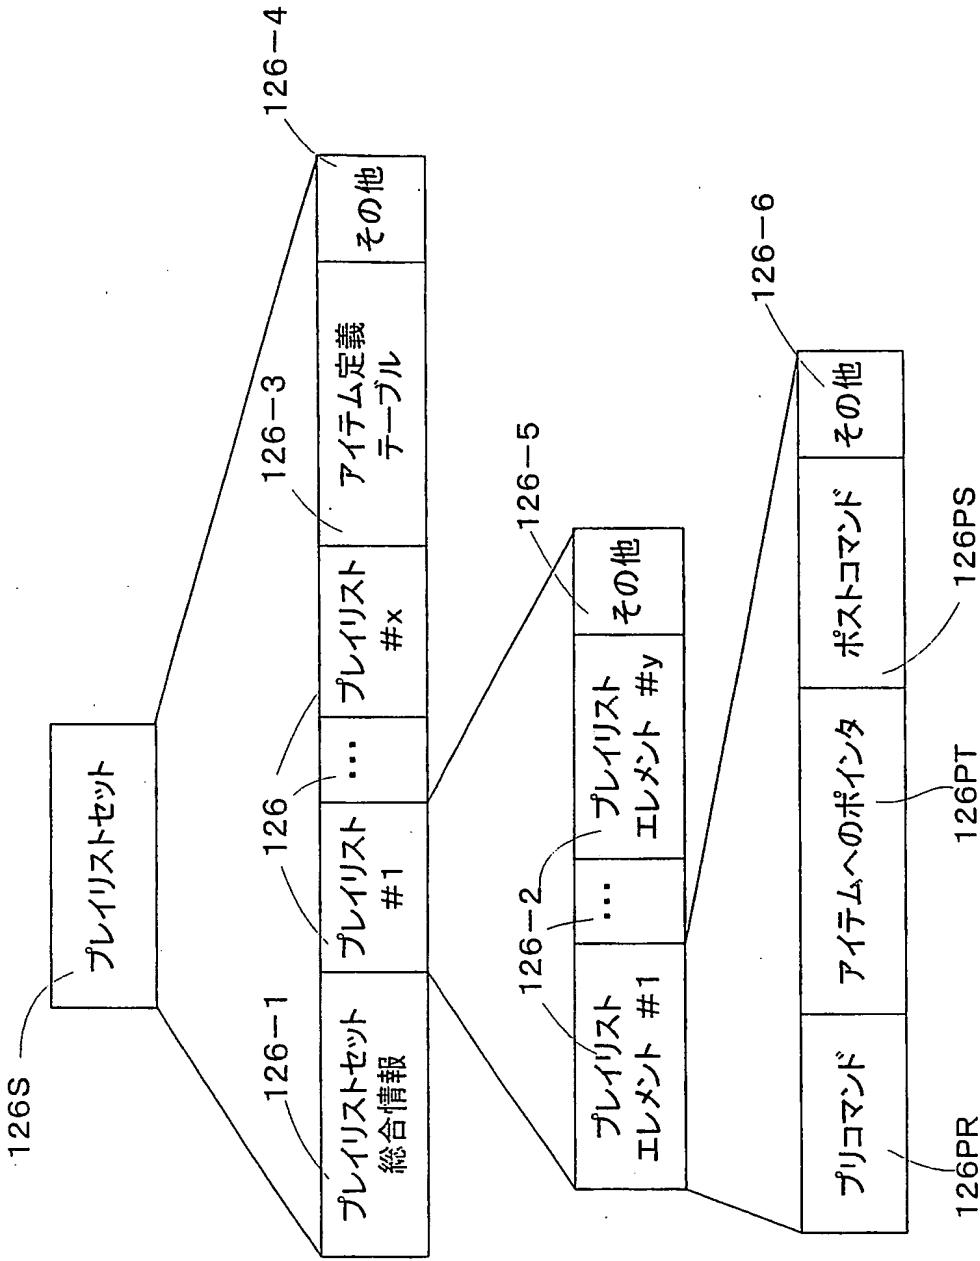 126S
プレイリストセット
126-1
126
126-3
126-4
プレイリストセット
総合情報
プレイリスト
#1
...
プレイリスト
#x
アイテム定義
テーブル
その他
126-2
126-5
プレイリスト
エレメント #1
...
プレイリスト
エレメント #y
その他
126-6
プリコマンド
アイテムへのポインタ
ポストコマンド
その他
126PR
126PT
126PS